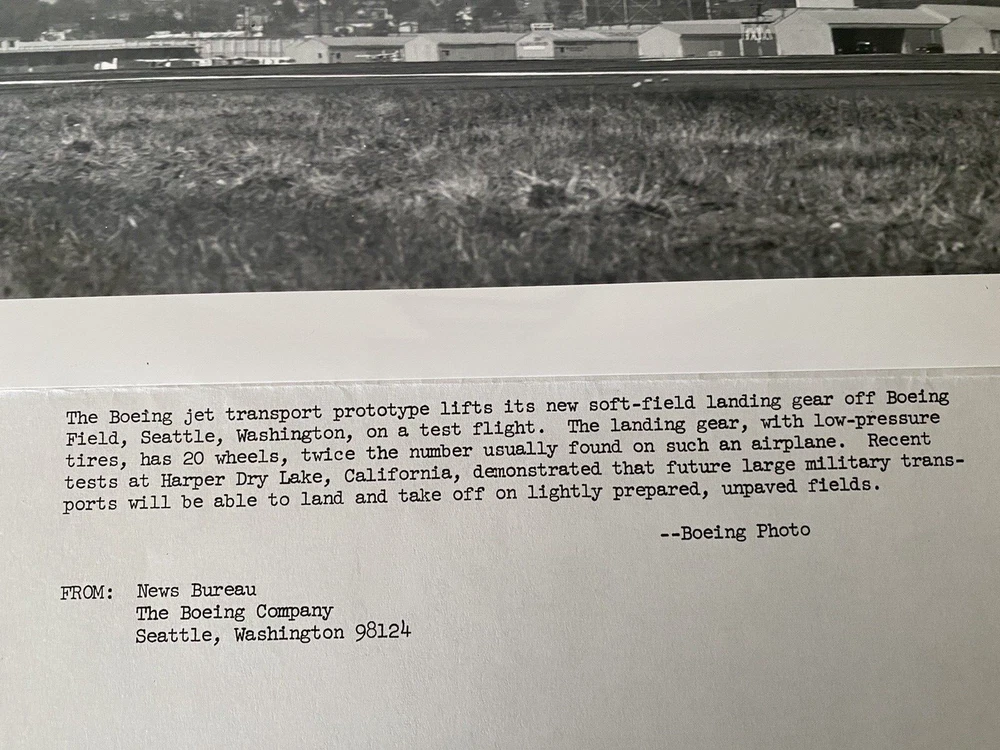 The Boeing jet transport prototype lifts its new soft-field landing gear off Boeing
Field, Seattle, Washington, on a test flight.  The landing gear, with low-pressure
tires, has 20 wheels, twice the number usually found on such an airplane.  Recent
tests at Harper Dry Lake, California, demonstrated that future large military trans-
ports will be able to land and take off on lightly prepared, unpaved fields.
--Boeing Photo
FROM:  News Bureau
The Boeing Company
Seattle, Washington 98124